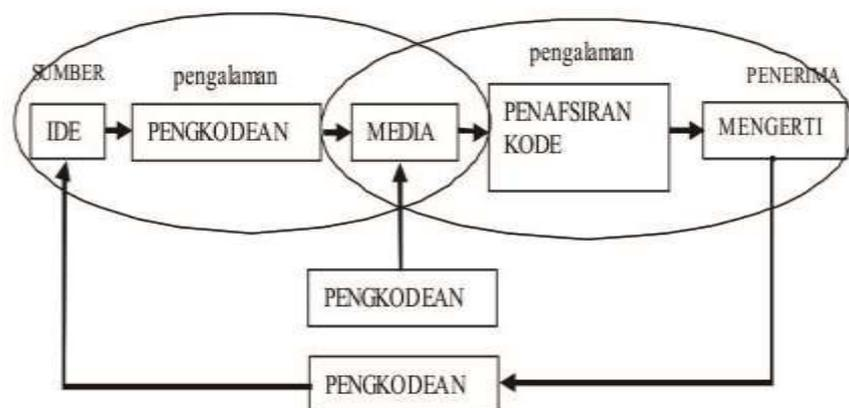 SUMBER
pengalaman
pengalaman
PENERIMA
IDE
PENGKODEAN
MEDIA
PENAFSIRAN
KODE
MENGERTI
PENGKODEAN
PENGKODEAN